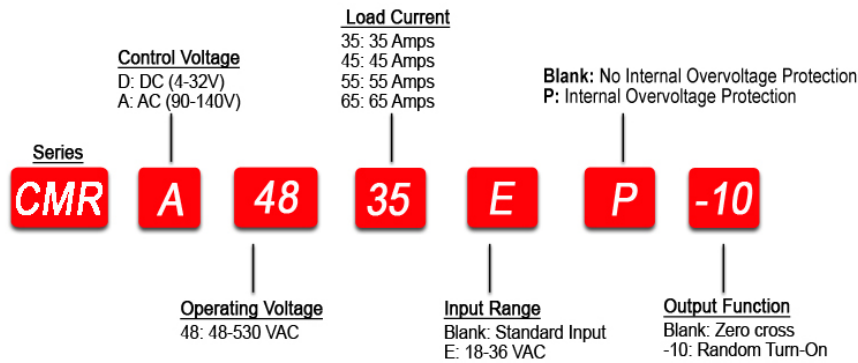 Load Current
35: 35 Amps
45: 45 Amps
55: 55 Amps
65: 65 Amps
Control Voltage
D: DC (4-32V)
A: AC (90-140V)
Blank: No Internal Overvoltage Protection
P: Internal Overvoltage Protection
Series
CMR A 48 35 E P -10
Operating Voltage
48: 48-530 VAC
Input Range
Blank: Standard Input
E: 18-36 VAC
Output Function
Blank: Zero cross
-10: Random Turn-On